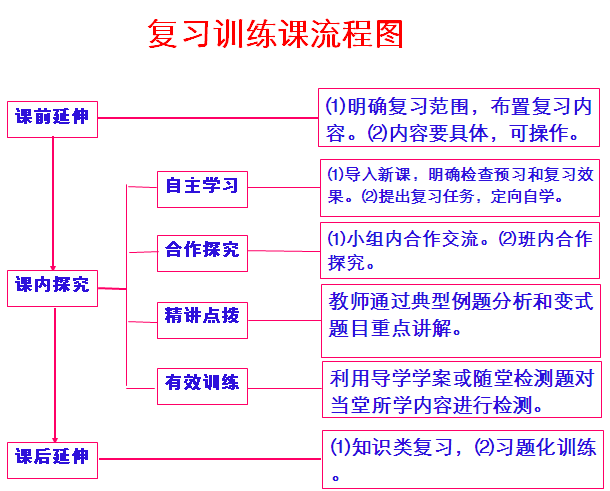 复习训练课流程图
课前延伸
⑴明确复习范围，布置复习内
容。⑵内容要具体，可操作。
自主学习
⑴导入新课，明确检查预习和复习效
果。⑵提出复习任务，定向自学。
合作探究
⑴小组内合作交流。⑵班内合作
探究。
课内探究
精讲点拨
教师通过典型例题分析和变式
题目重点讲解。
有效训练
利用导学学案或随堂检测题对
当堂所学内容进行检测。
课后延伸
⑴知识类复习，⑵习题化训练
。